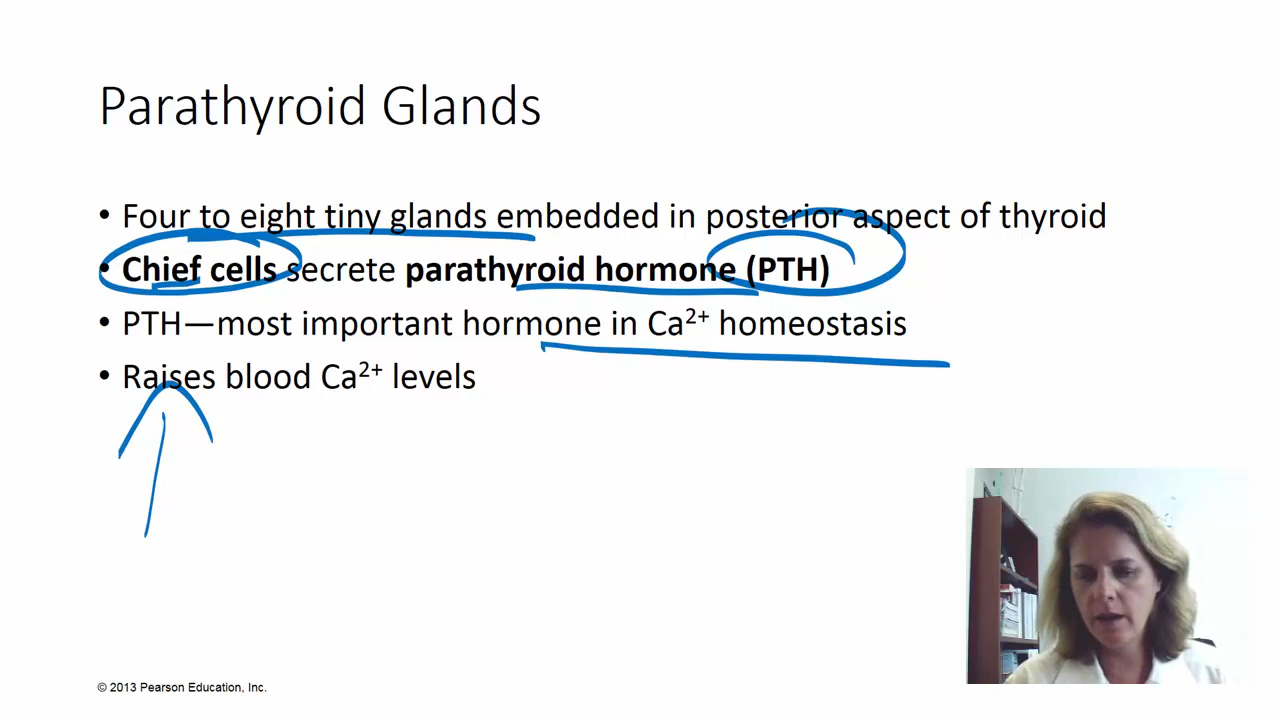 Parathyroid Glands
• Four to eight tiny glands embedded in posterior aspect of thyroid
• Chief cells secrete parathyroid hormone (PTH)
• PTH—most important hormone in Ca²⁺ homeostasis
• Raises blood Ca²⁺ levels
© 2013 Pearson Education, Inc.